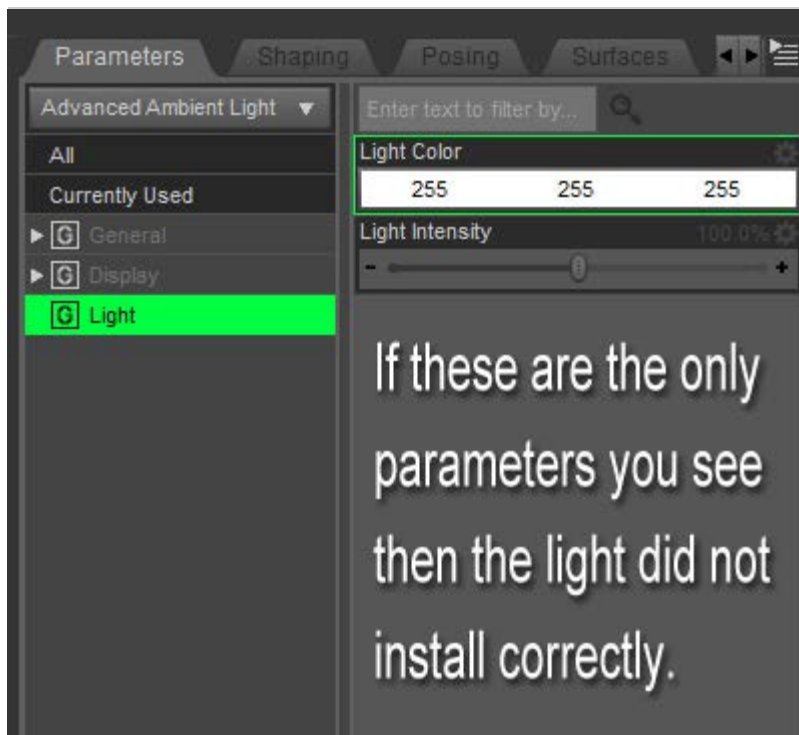 Parameters Shaping Posing Surfaces
Advanced Ambient Light
Enter text to filter by...
All
Currently Used
G General
G Display
G Light
Light Color
255 255 255
Light Intensity 100.0%
- +
If these are the only
parameters you see
then the light did not
install correctly.